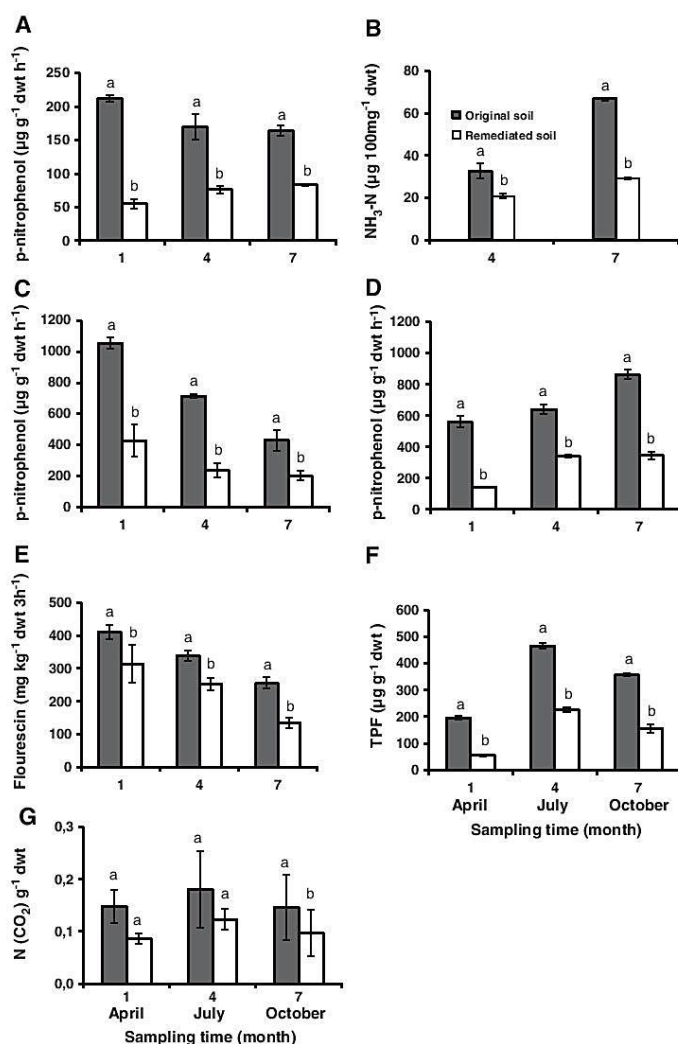 A
p-nitrophenol (µg g⁻¹ dwt h⁻¹)
250
200
150
100
50
0
a
b
a
b
a
b
1 4 7
B
NH₃-N (µg 100mg⁻¹ dwt)
80
60
40
20
0
Original soil
Remediated soil
a
b
a
b
4 7
C
p-nitrophenol (µg g⁻¹ dwt h⁻¹)
1200
1000
800
600
400
200
0
a
b
a
b
a
b
1 4 7
D
p-nitrophenol (µg g⁻¹ dwt h⁻¹)
1200
1000
800
600
400
200
0
a
b
a
b
a
b
1 4 7
E
Flourescin (mg kg⁻¹ dwt 3h⁻¹)
500
400
300
200
100
0
a
b
a
b
a
b
1 4 7
F
TPF (µg g⁻¹ dwt )
600
500
400
300
200
100
0
a
b
a
b
a
b
1 4 7
April July October
Sampling time (month)
G
N (CO₂) g⁻¹ dwt
0,3
0,2
0,1
0,0
a
a
a
a
a
b
1 4 7
April July October
Sampling time (month)